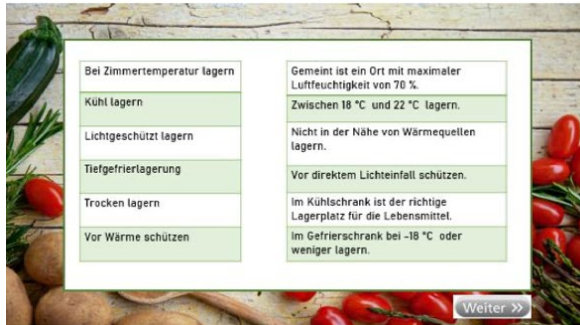 Bei Zimmertemperatur lagern
Kühl lagern
Lichtgeschützt lagern
Tiefgefrierlagerung
Trocken lagern
Vor Wärme schützen
Gemeint ist ein Ort mit maximaler
Luftfeuchtigkeit von 70 %.
Zwischen 18 °C und 22 °C lagern.
Nicht in der Nähe von Wärmequellen
lagern.
Vor direktem Lichteinfall schützen.
Im Kühlschrank ist der richtige
Lagerplatz für die Lebensmittel.
Im Gefrierschrank bei -18 °C oder
weniger lagern.
Weiter »